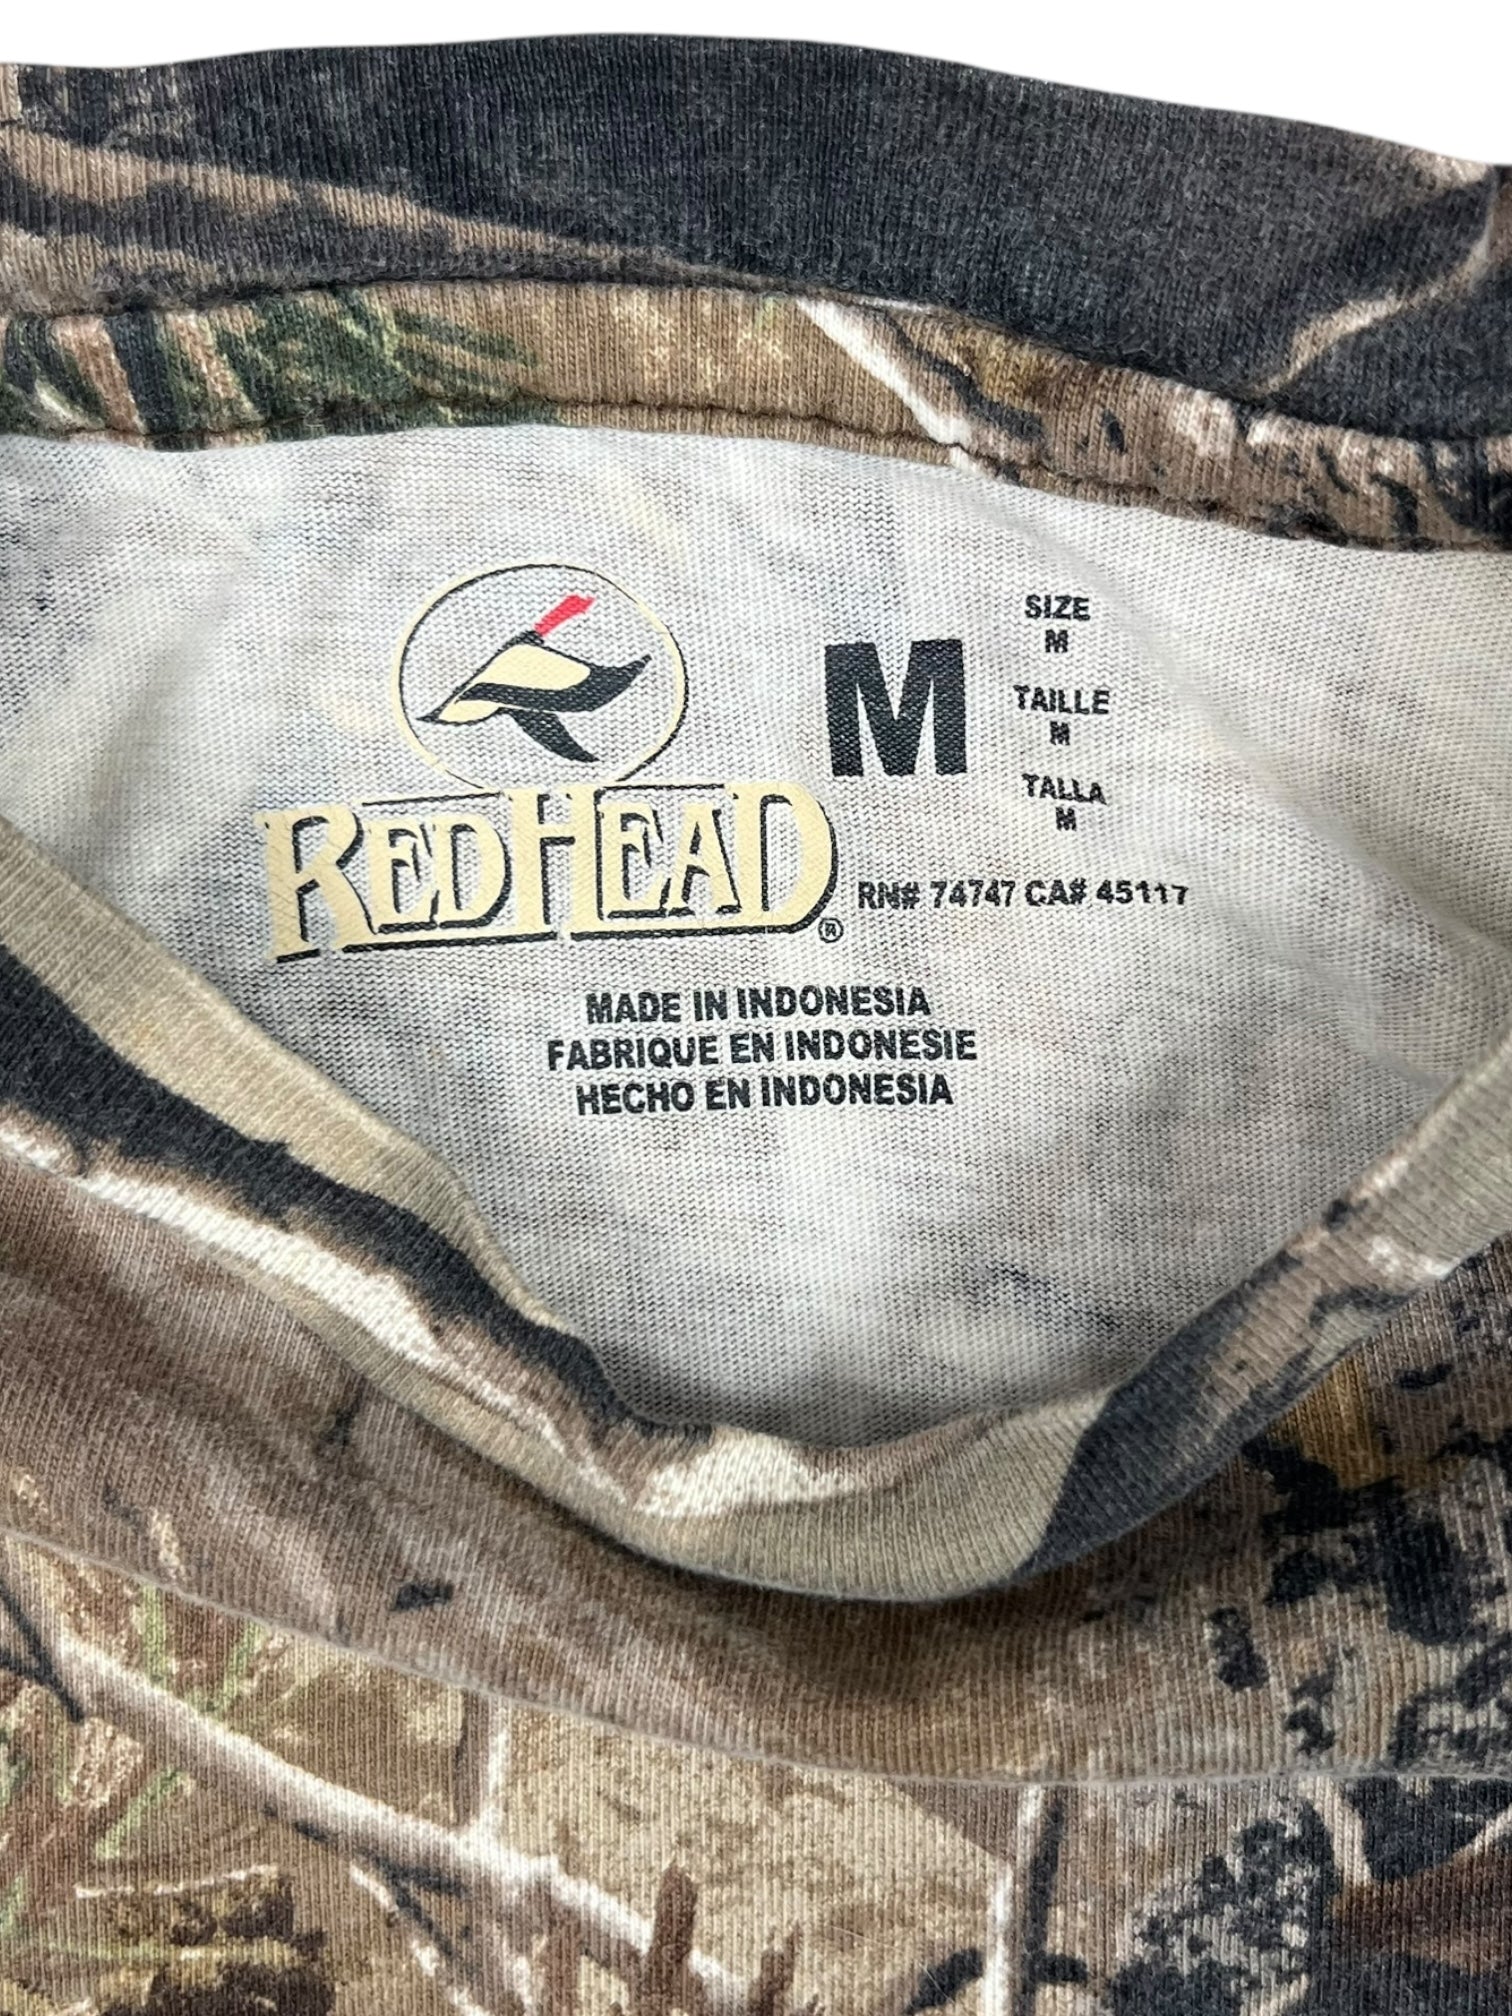 REDHEAD®
M
SIZE
M
TAILLE
M
TALLA
M
RN# 74747 CA# 45117
MADE IN INDONESIA
FABRIQUE EN INDONESIE
HECHO EN INDONESIA